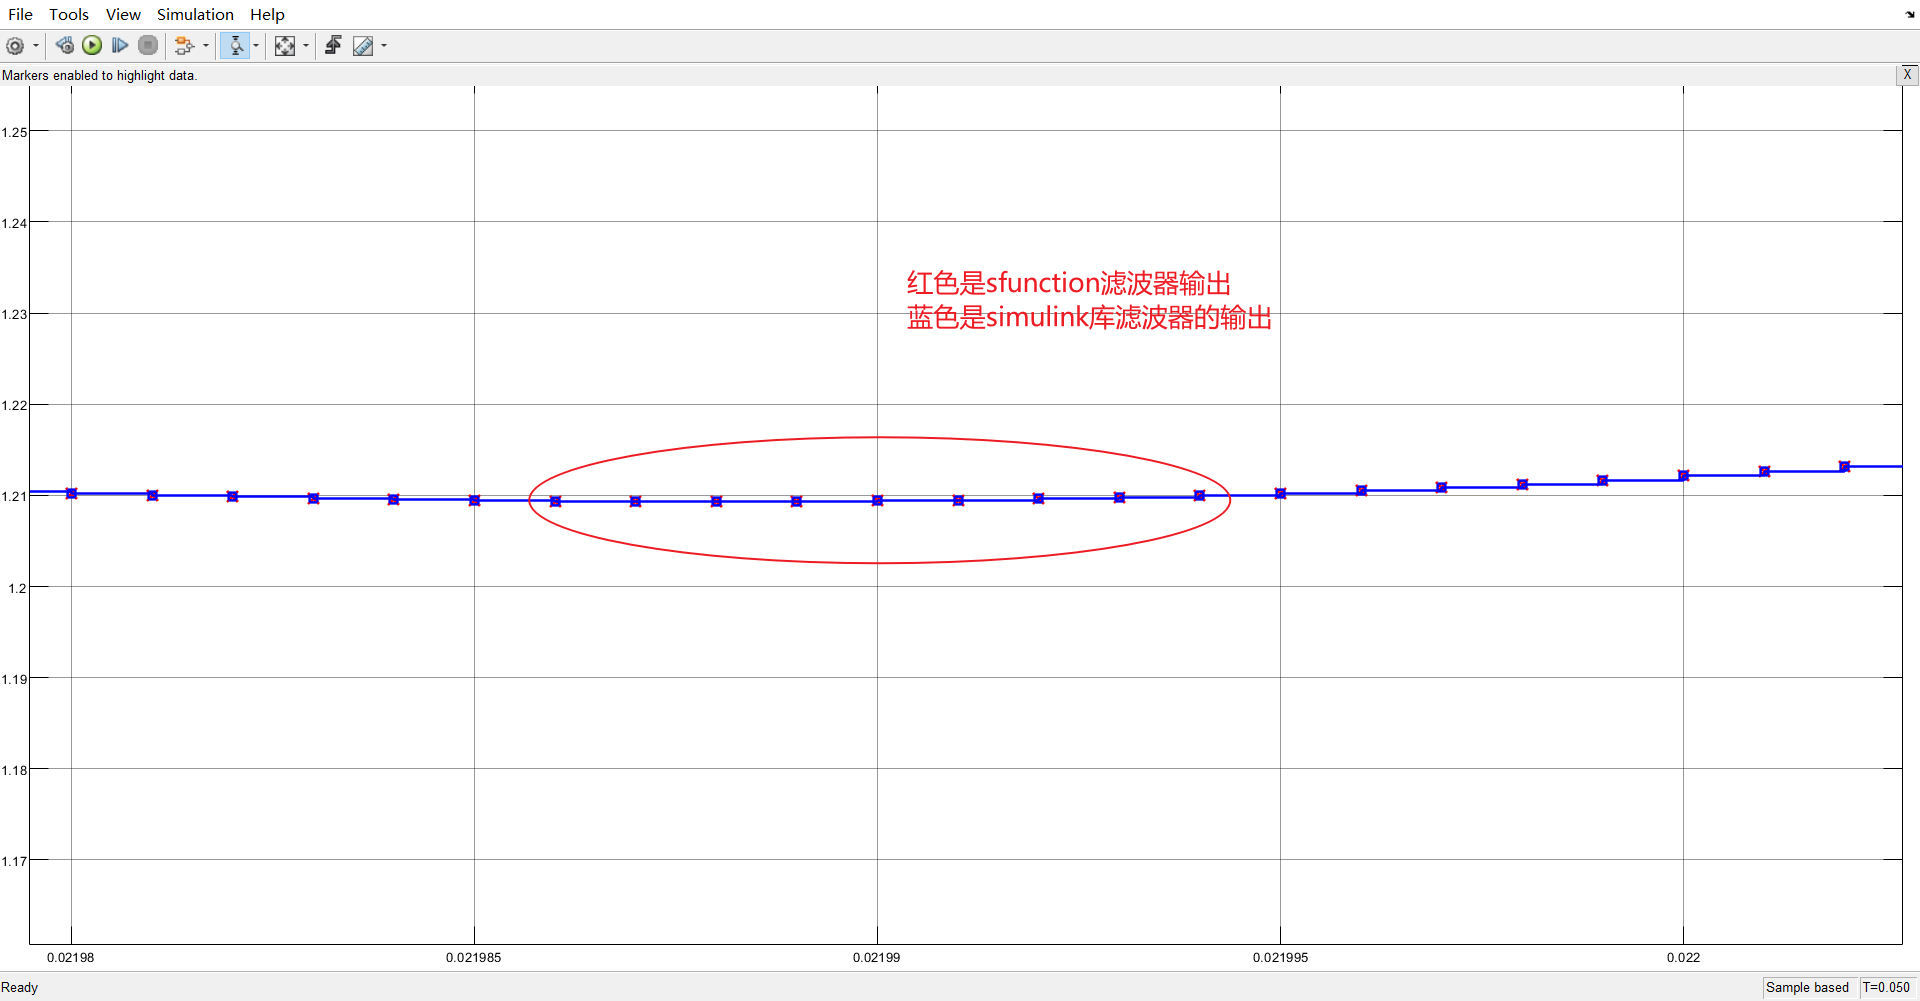 File Tools View Simulation Help
Markers enabled to highlight data.
X
1.25
1.24
1.23
1.22
1.21
1.2
1.19
1.18
1.17
红色是sfunction滤波器输出
蓝色是simulink库滤波器的输出
0.02198 0.021985 0.02199 0.021995 0.022
Ready Sample based T=0.050